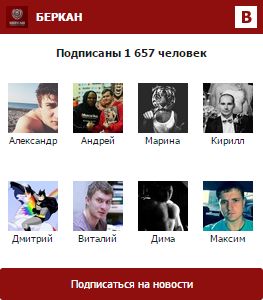 БЕРКАН
B
Подписаны 1 657 человек
Александр Андрей Марина Кирилл
Дмитрий Виталий Дима Максим
Подписаться на новости